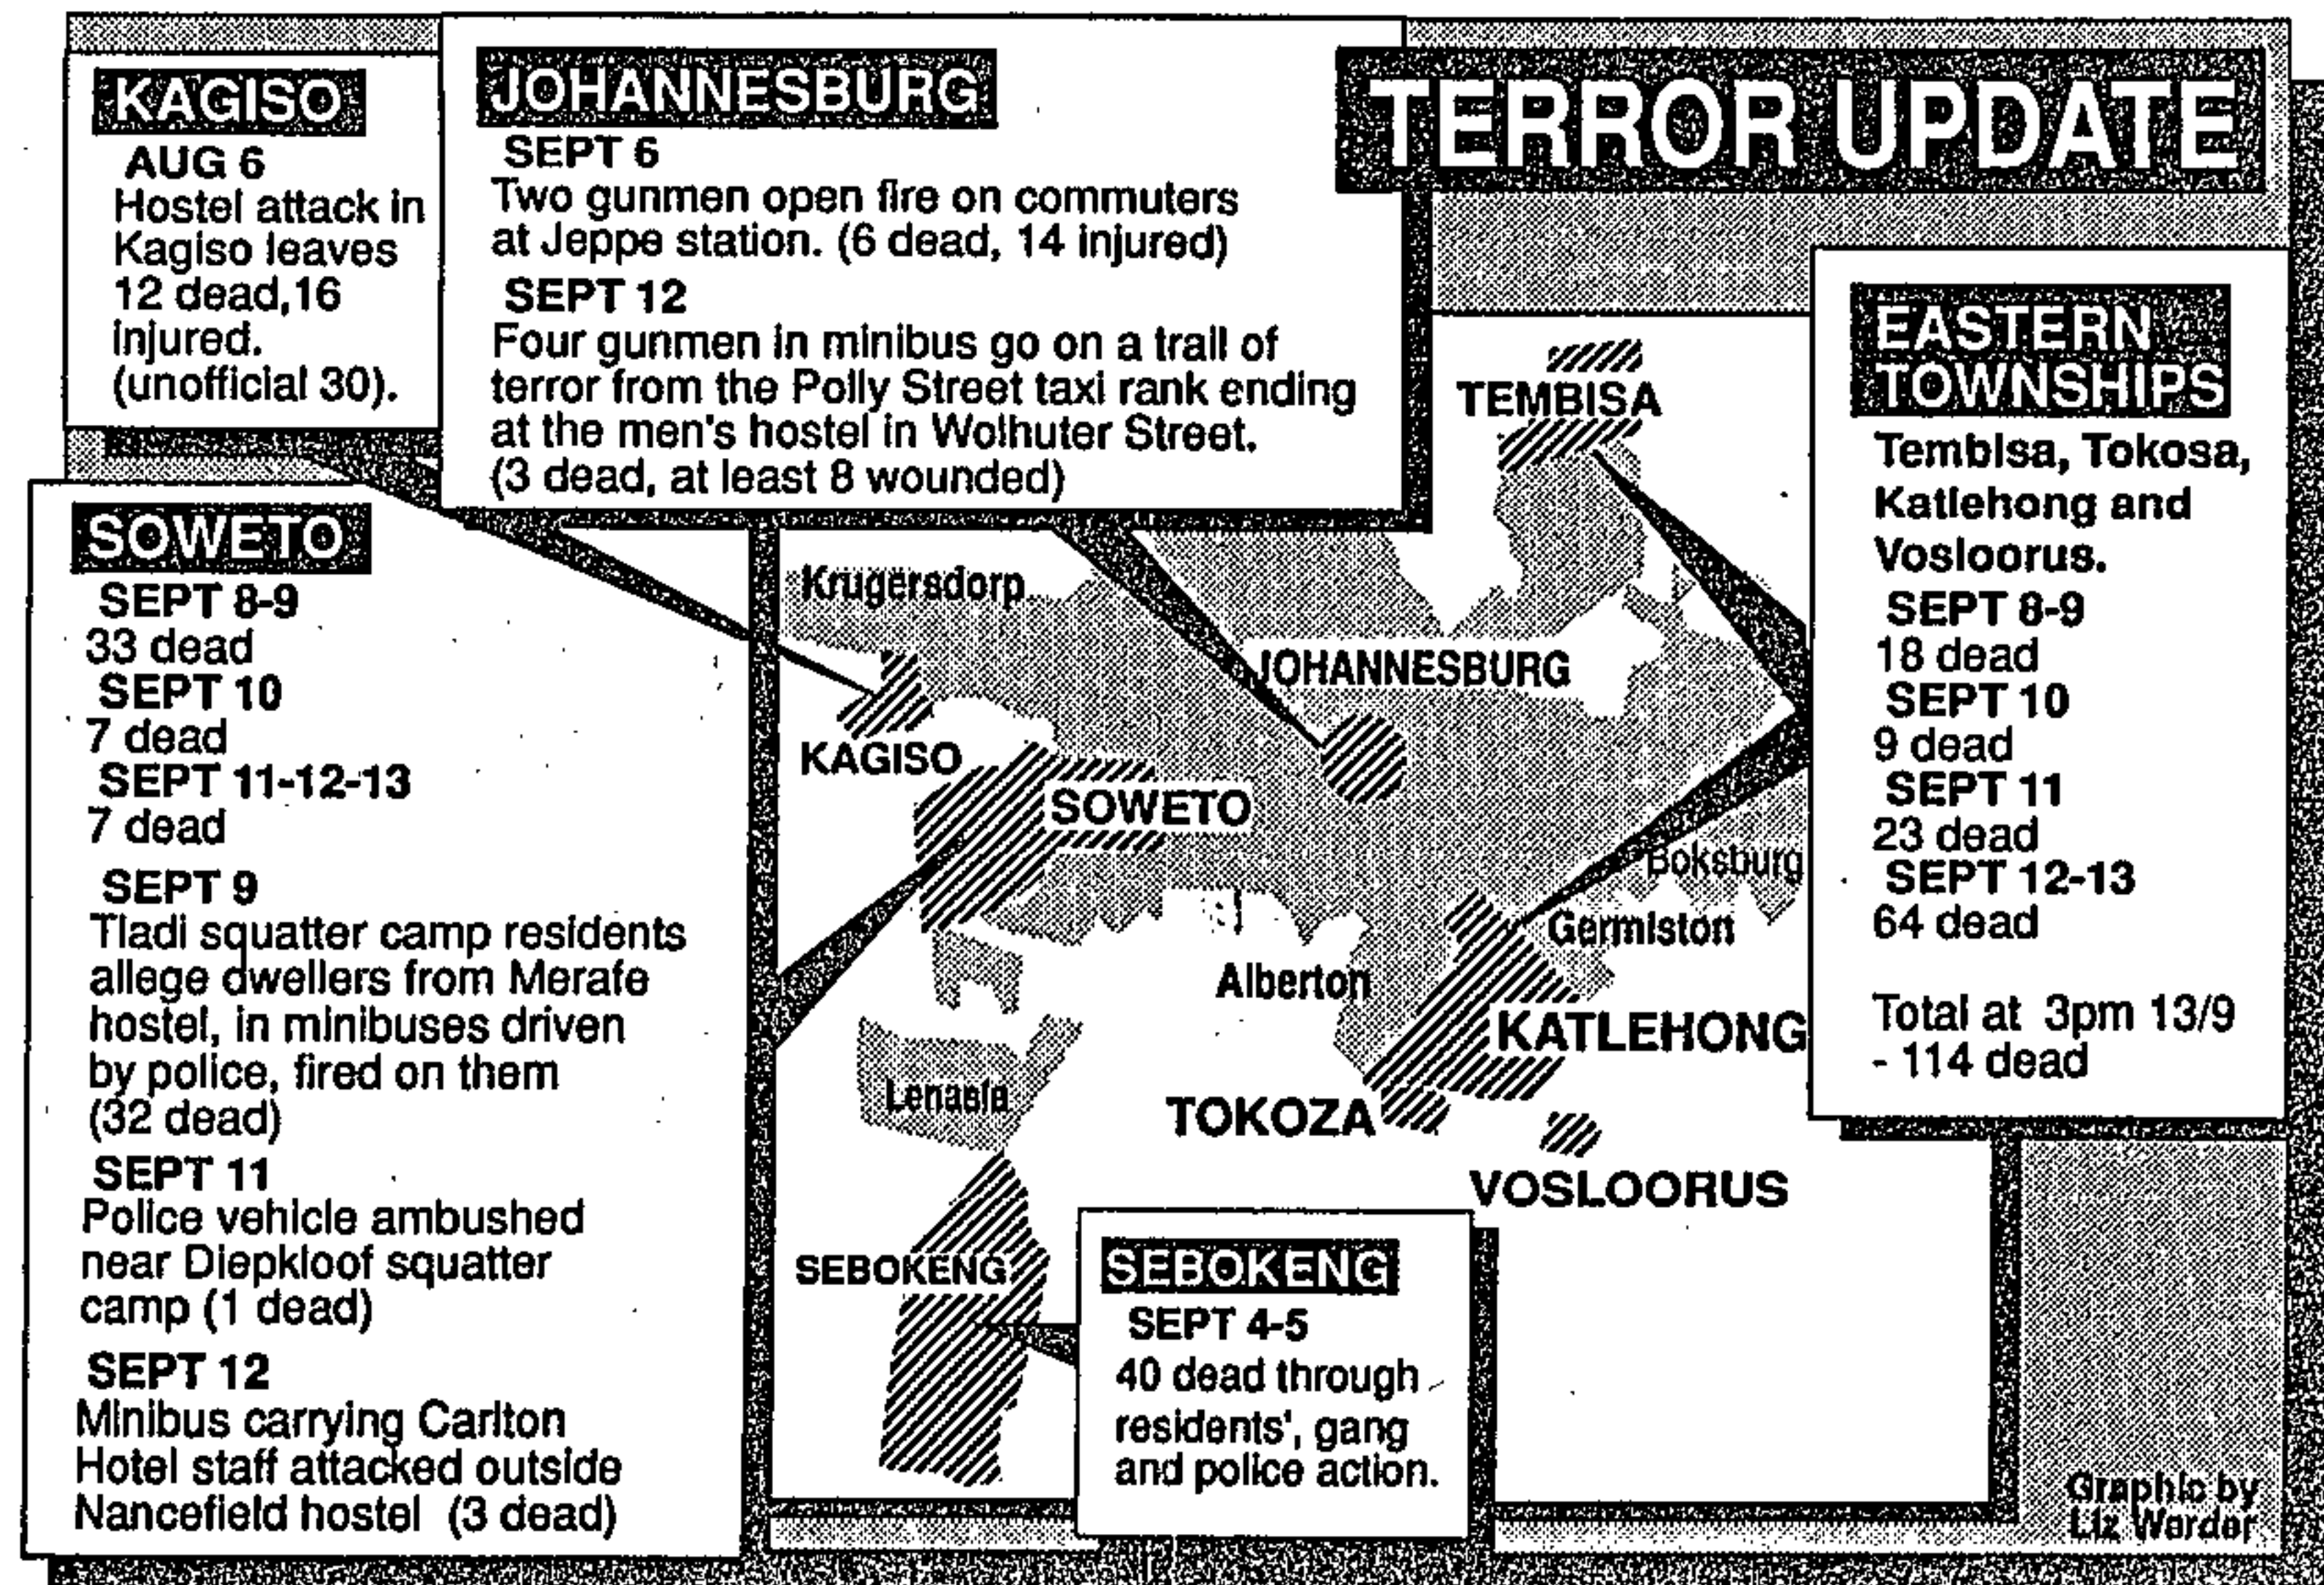 TERROR UPDATE
KAGISO
AUG 6
Hostel attack in
Kagiso leaves
12 dead,16
injured.
(unofficial 30).
JOHANNESBURG
SEPT 6
Two gunmen open fire on commuters
at Jeppe station. (6 dead, 14 injured)
SEPT 12
Four gunmen in minibus go on a trail of
terror from the Polly Street taxi rank ending
at the men's hostel in Wolhuter Street.
(3 dead, at least 8 wounded)
SOWETO
SEPT 8-9
33 dead
SEPT 10
7 dead
SEPT 11-12-13
7 dead
SEPT 9
Tladi squatter camp residents
allege dwellers from Merafe
hostel, in minibuses driven
by police, fired on them
(32 dead)
SEPT 11
Police vehicle ambushed
near Diepkloof squatter
camp (1 dead)
SEPT 12
Minibus carrying Carlton
Hotel staff attacked outside
Nancefield hostel (3 dead)
EASTERN
TOWNSHIPS
Tembisa, Tokosa,
Katlehong and
Vosloorus.
SEPT 8-9
18 dead
SEPT 10
9 dead
SEPT 11
23 dead
SEPT 12-13
64 dead
Total at 3pm 13/9
- 114 dead
TEMBISA
Krugersdorp
JOHANNESBURG
KAGISO
SOWETO
Boksburg
Germiston
Alberton
KATLEHONG
Lenasia
TOKOZA
VOSLOORUS
SEBOKENG
SEBOKENG
SEPT 4-5
40 dead through
residents', gang
and police action.
Graphic by
Liz Warder